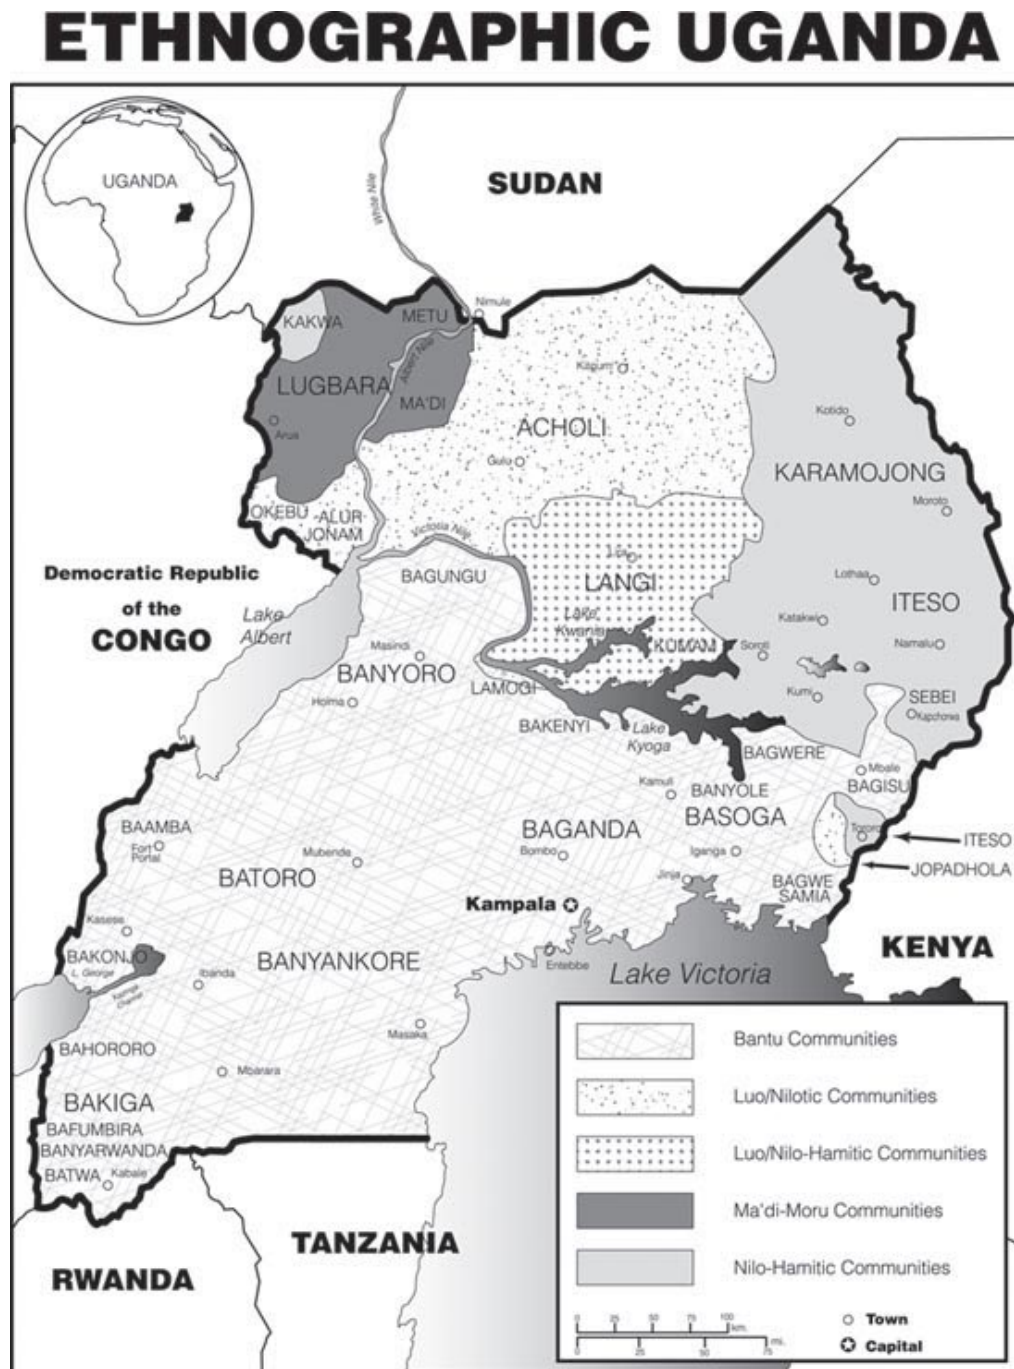 ETHNOGRAPHIC UGANDA
UGANDA
SUDAN
White Nile
Nimule
KAKWA
METU
Albert Nile
LUGBARA
MA'DI
Kitgum
Arua
ACHOLI
Kotido
Gulu
KARAMOJONG
Moroto
OKEBU
ALUR
JONAM
Victoria Nile
Lira
LANGI
Lothaa
ITESO
BAGUNGU
Democratic Republic
of the
CONGO
Lake
Albert
Lake
Kwania
Katakwi
KUMAM
Soroti
Namalu
Masindi
BANYORO
LAMOGI
Hoima
Kumi
SEBEI
Kapchorwa
BAKENYI
Lake
Kyoga
BAGWERE
Mbale
BAGISU
Kamuli
BANYOLE
BASOGA
BAAMBA
Fort
Portal
BAGANDA
Bombo
Iganga
Tororo
ITESO
JOPADHOLA
Mubende
BATORO
Jinja
BAGWE
SAMIA
Kampala
Kasese
BAKONJO
L. George
Kazinga
Channel
Ibanda
BANYANKORE
Entebbe
Lake Victoria
KENYA
Masaka
BAHORORO
Mbarara
BAKIGA
BAFUMBIRA
BANYARWANDA
BATWA
Kabale
TANZANIA
RWANDA
Bantu Communities
Luo/Nilotic Communities
Luo/Nilo-Hamitic Communities
Ma'di-Moru Communities
Nilo-Hamitic Communities
0 25 50 75 100
km.
mi.
0 25 50 75
Town
Capital